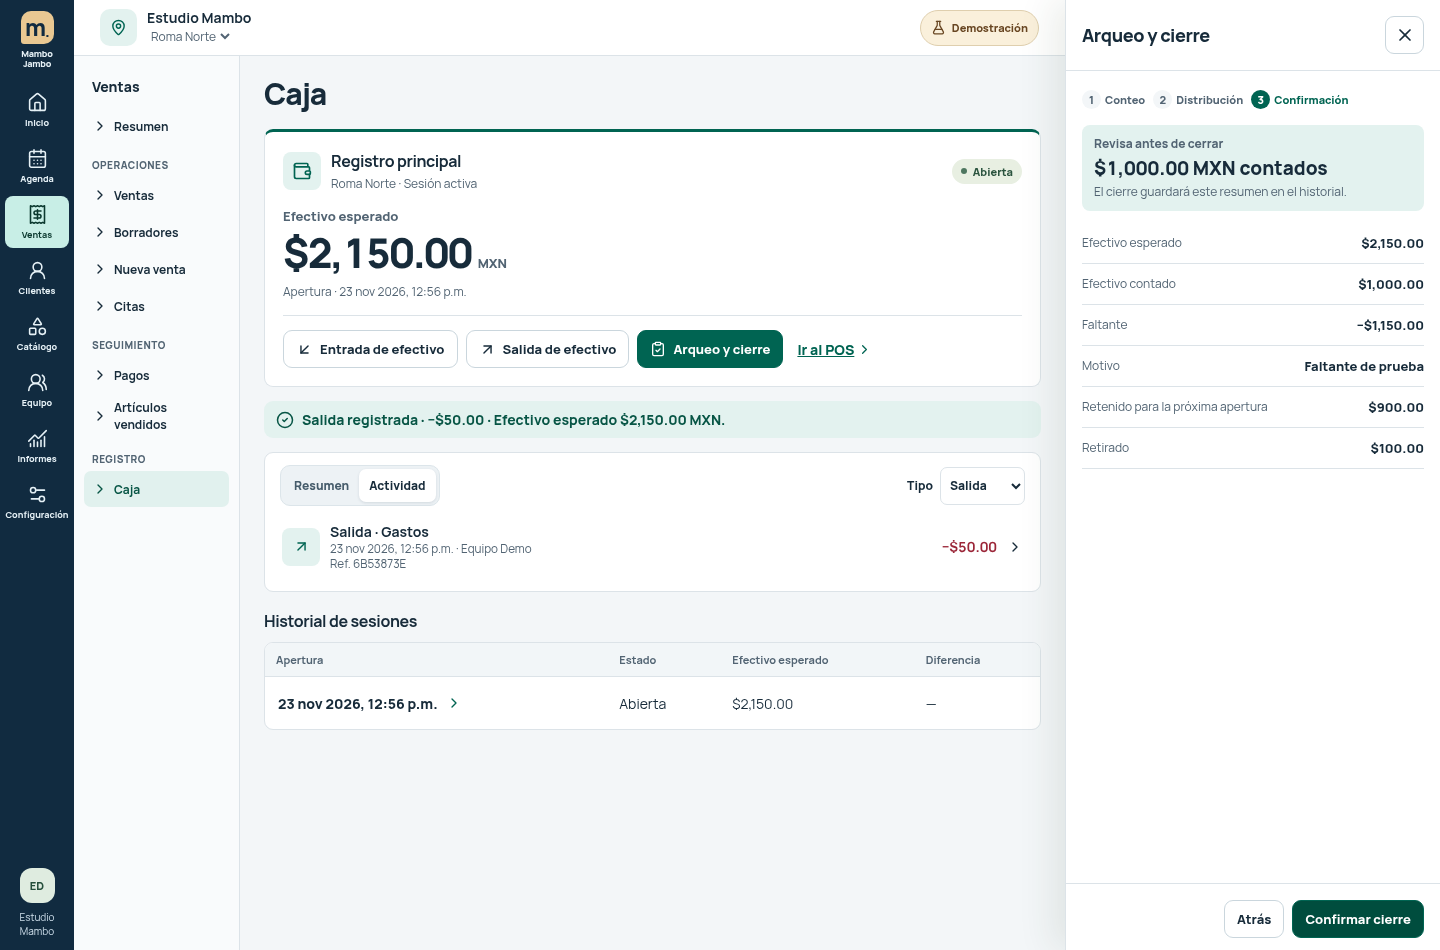 m.
Mambo
Jambo
Inicio
Agenda
Ventas
Clientes
Catálogo
Equipo
Informes
Configuración
ED
Estudio
Mambo
Estudio Mambo
Roma Norte
Demostración
Ventas
Resumen
OPERACIONES
Ventas
Borradores
Nueva venta
Citas
SEGUIMIENTO
Pagos
Artículos
vendidos
REGISTRO
Caja
Caja
Registro principal
Roma Norte · Sesión activa
Abierta
Efectivo esperado
$2,150.00 MXN
Apertura · 23 nov 2026, 12:56 p.m.
Entrada de efectivo
Salida de efectivo
Arqueo y cierre
Ir al POS
Salida registrada · −$50.00 · Efectivo esperado $2,150.00 MXN.
Resumen
Actividad
Tipo
Salida
Salida · Gastos
23 nov 2026, 12:56 p.m. · Equipo Demo
Ref. 6B53873E
−$50.00
Historial de sesiones
Apertura Estado Efectivo esperado Diferencia
23 nov 2026, 12:56 p.m. Abierta $2,150.00 —
Arqueo y cierre
1 Conteo 2 Distribución 3 Confirmación
Revisa antes de cerrar
$1,000.00 MXN contados
El cierre guardará este resumen en el historial.
Efectivo esperado $2,150.00
Efectivo contado $1,000.00
Faltante −$1,150.00
Motivo Faltante de prueba
Retenido para la próxima apertura $900.00
Retirado $100.00
Atrás
Confirmar cierre